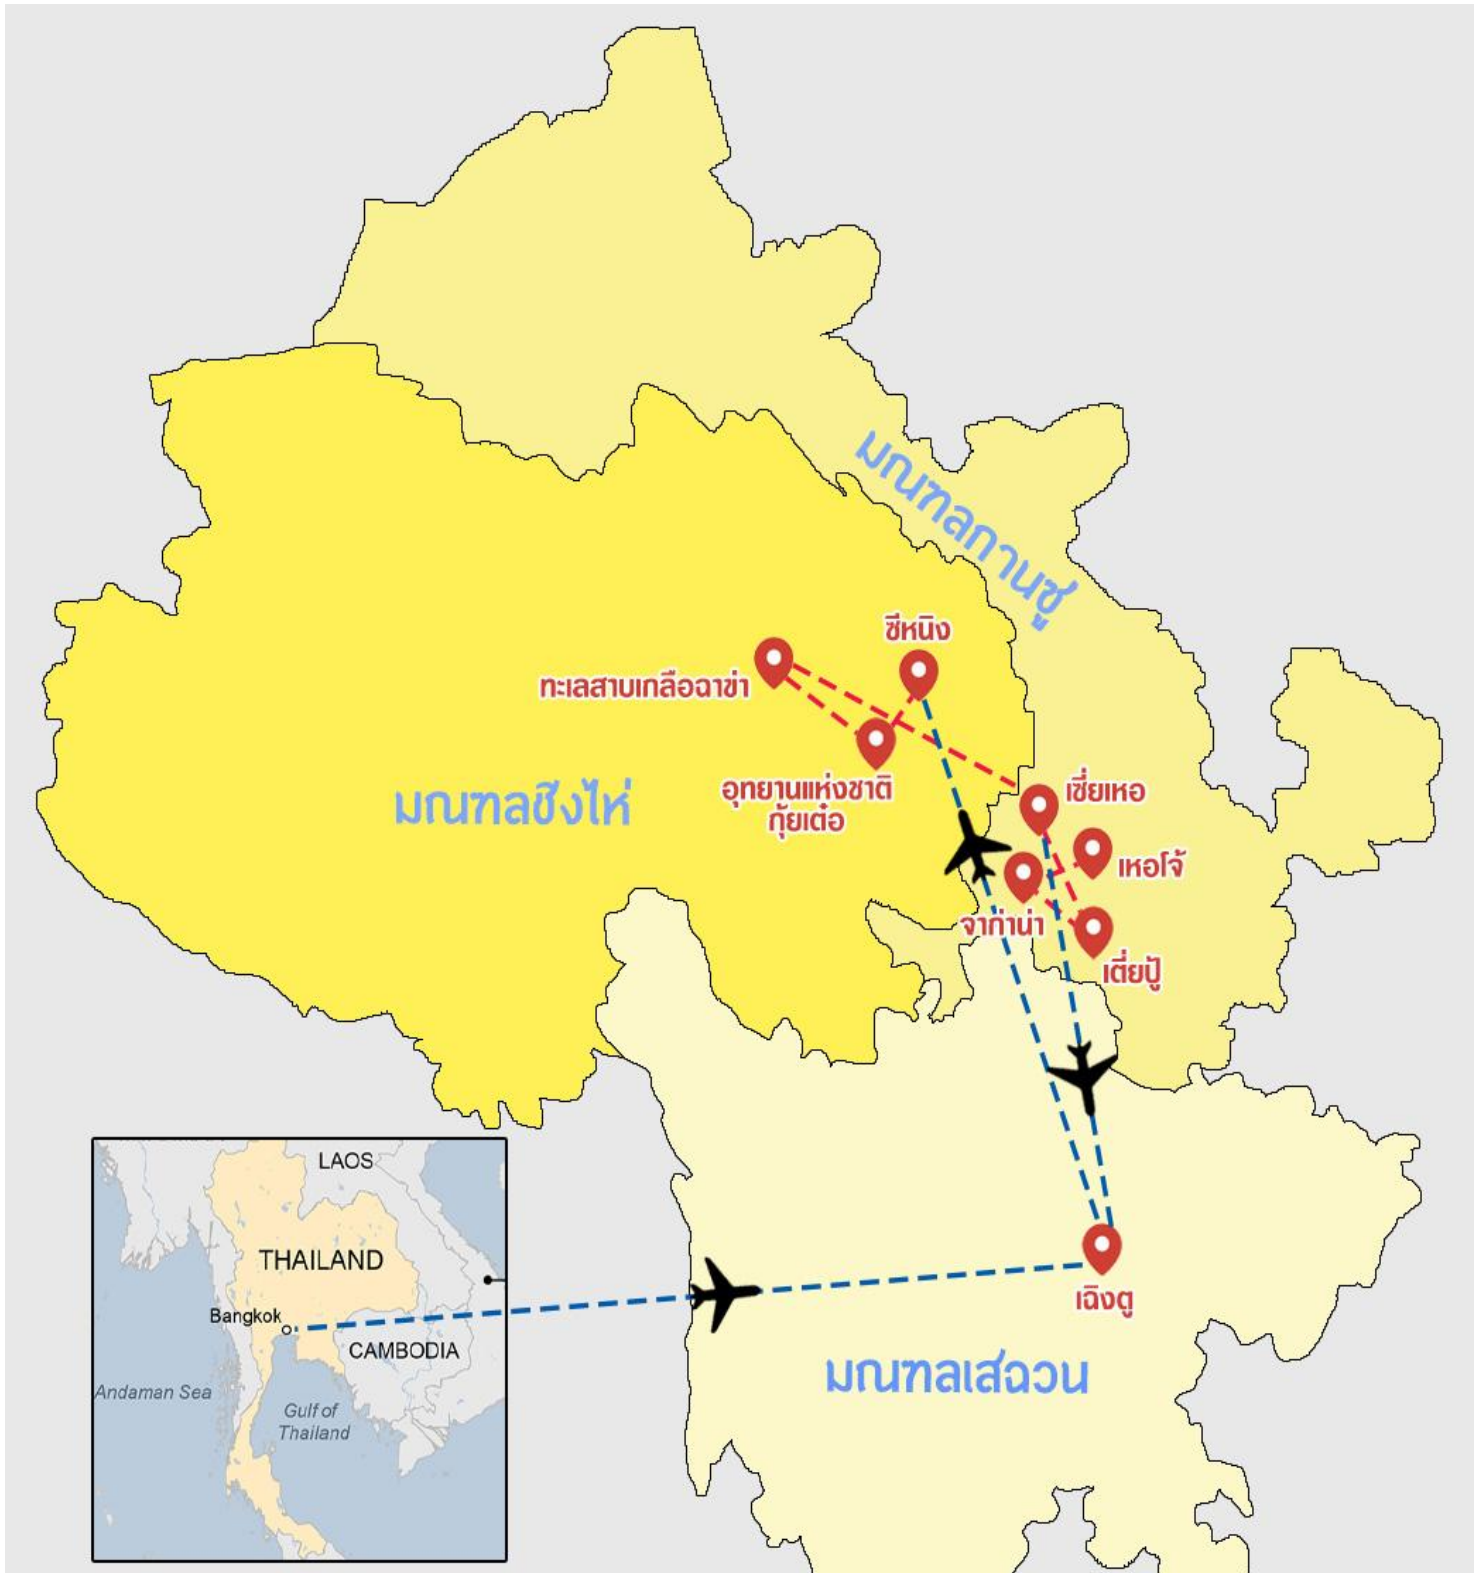 มณฑลกานซู
ซีหนิง
ทะเลสาบเกลือฉาข่า
อุทยานแห่งชาติ
กุ้ยเต๋อ
มณฑลชิงไห่
เซี่ยเหอ
เหอโจ้
จาก่าน่า
เตี่ยปู้
LAOS
THAILAND
Bangkok
CAMBODIA
Andaman Sea
Gulf of
Thailand
เฉิงตู
มณฑลเสฉวน